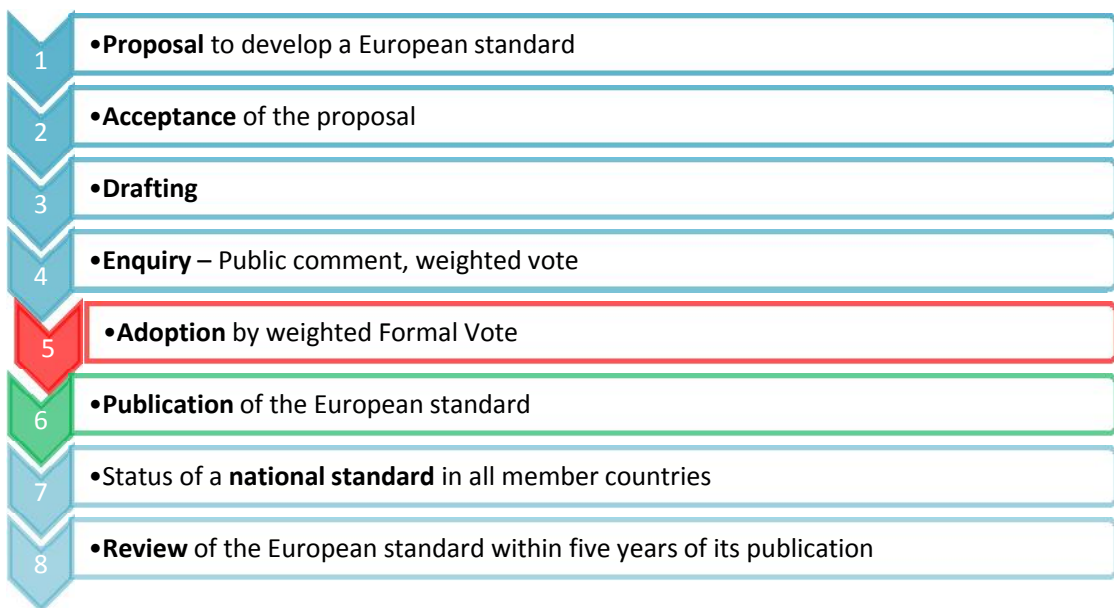 1 •Proposal to develop a European standard
2 •Acceptance of the proposal
3 •Drafting
4 •Enquiry – Public comment, weighted vote
5 •Adoption by weighted Formal Vote
6 •Publication of the European standard
7 •Status of a national standard in all member countries
8 •Review of the European standard within five years of its publication